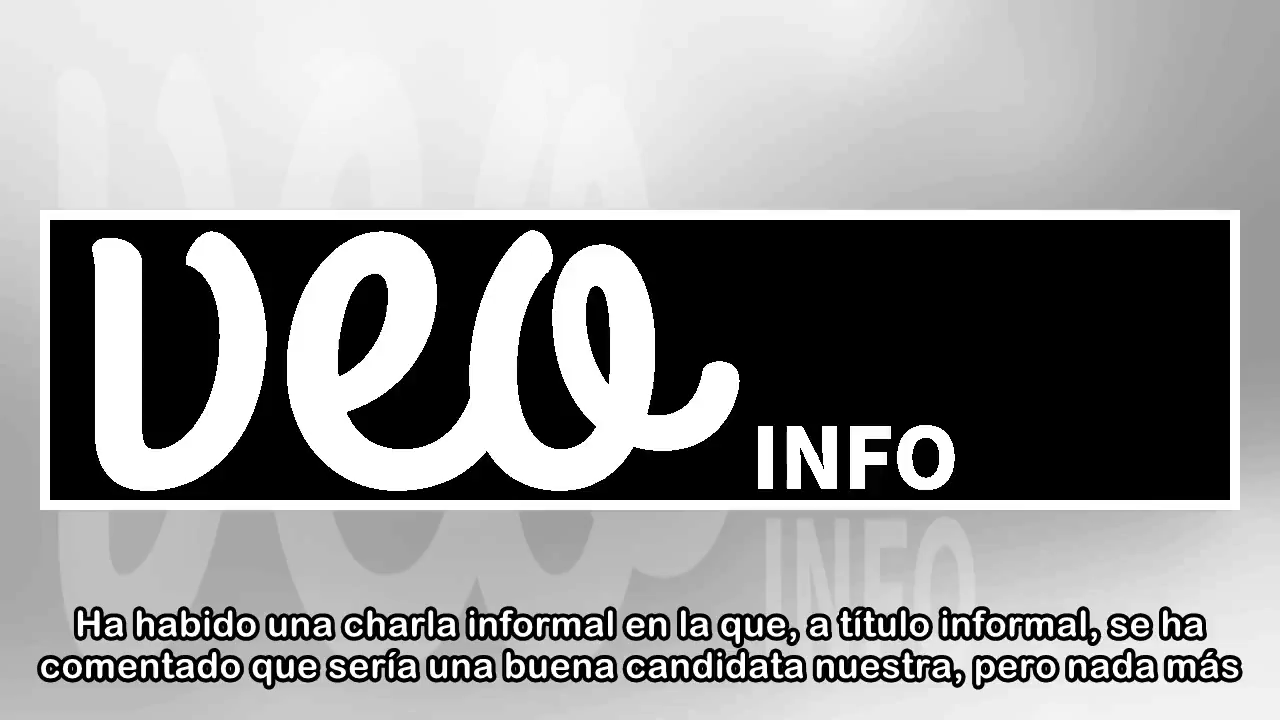 veo INFO
INFO
Ha habido una charla informal en la que, a título informal, se ha
comentado que sería una buena candidata nuestra, pero nada más